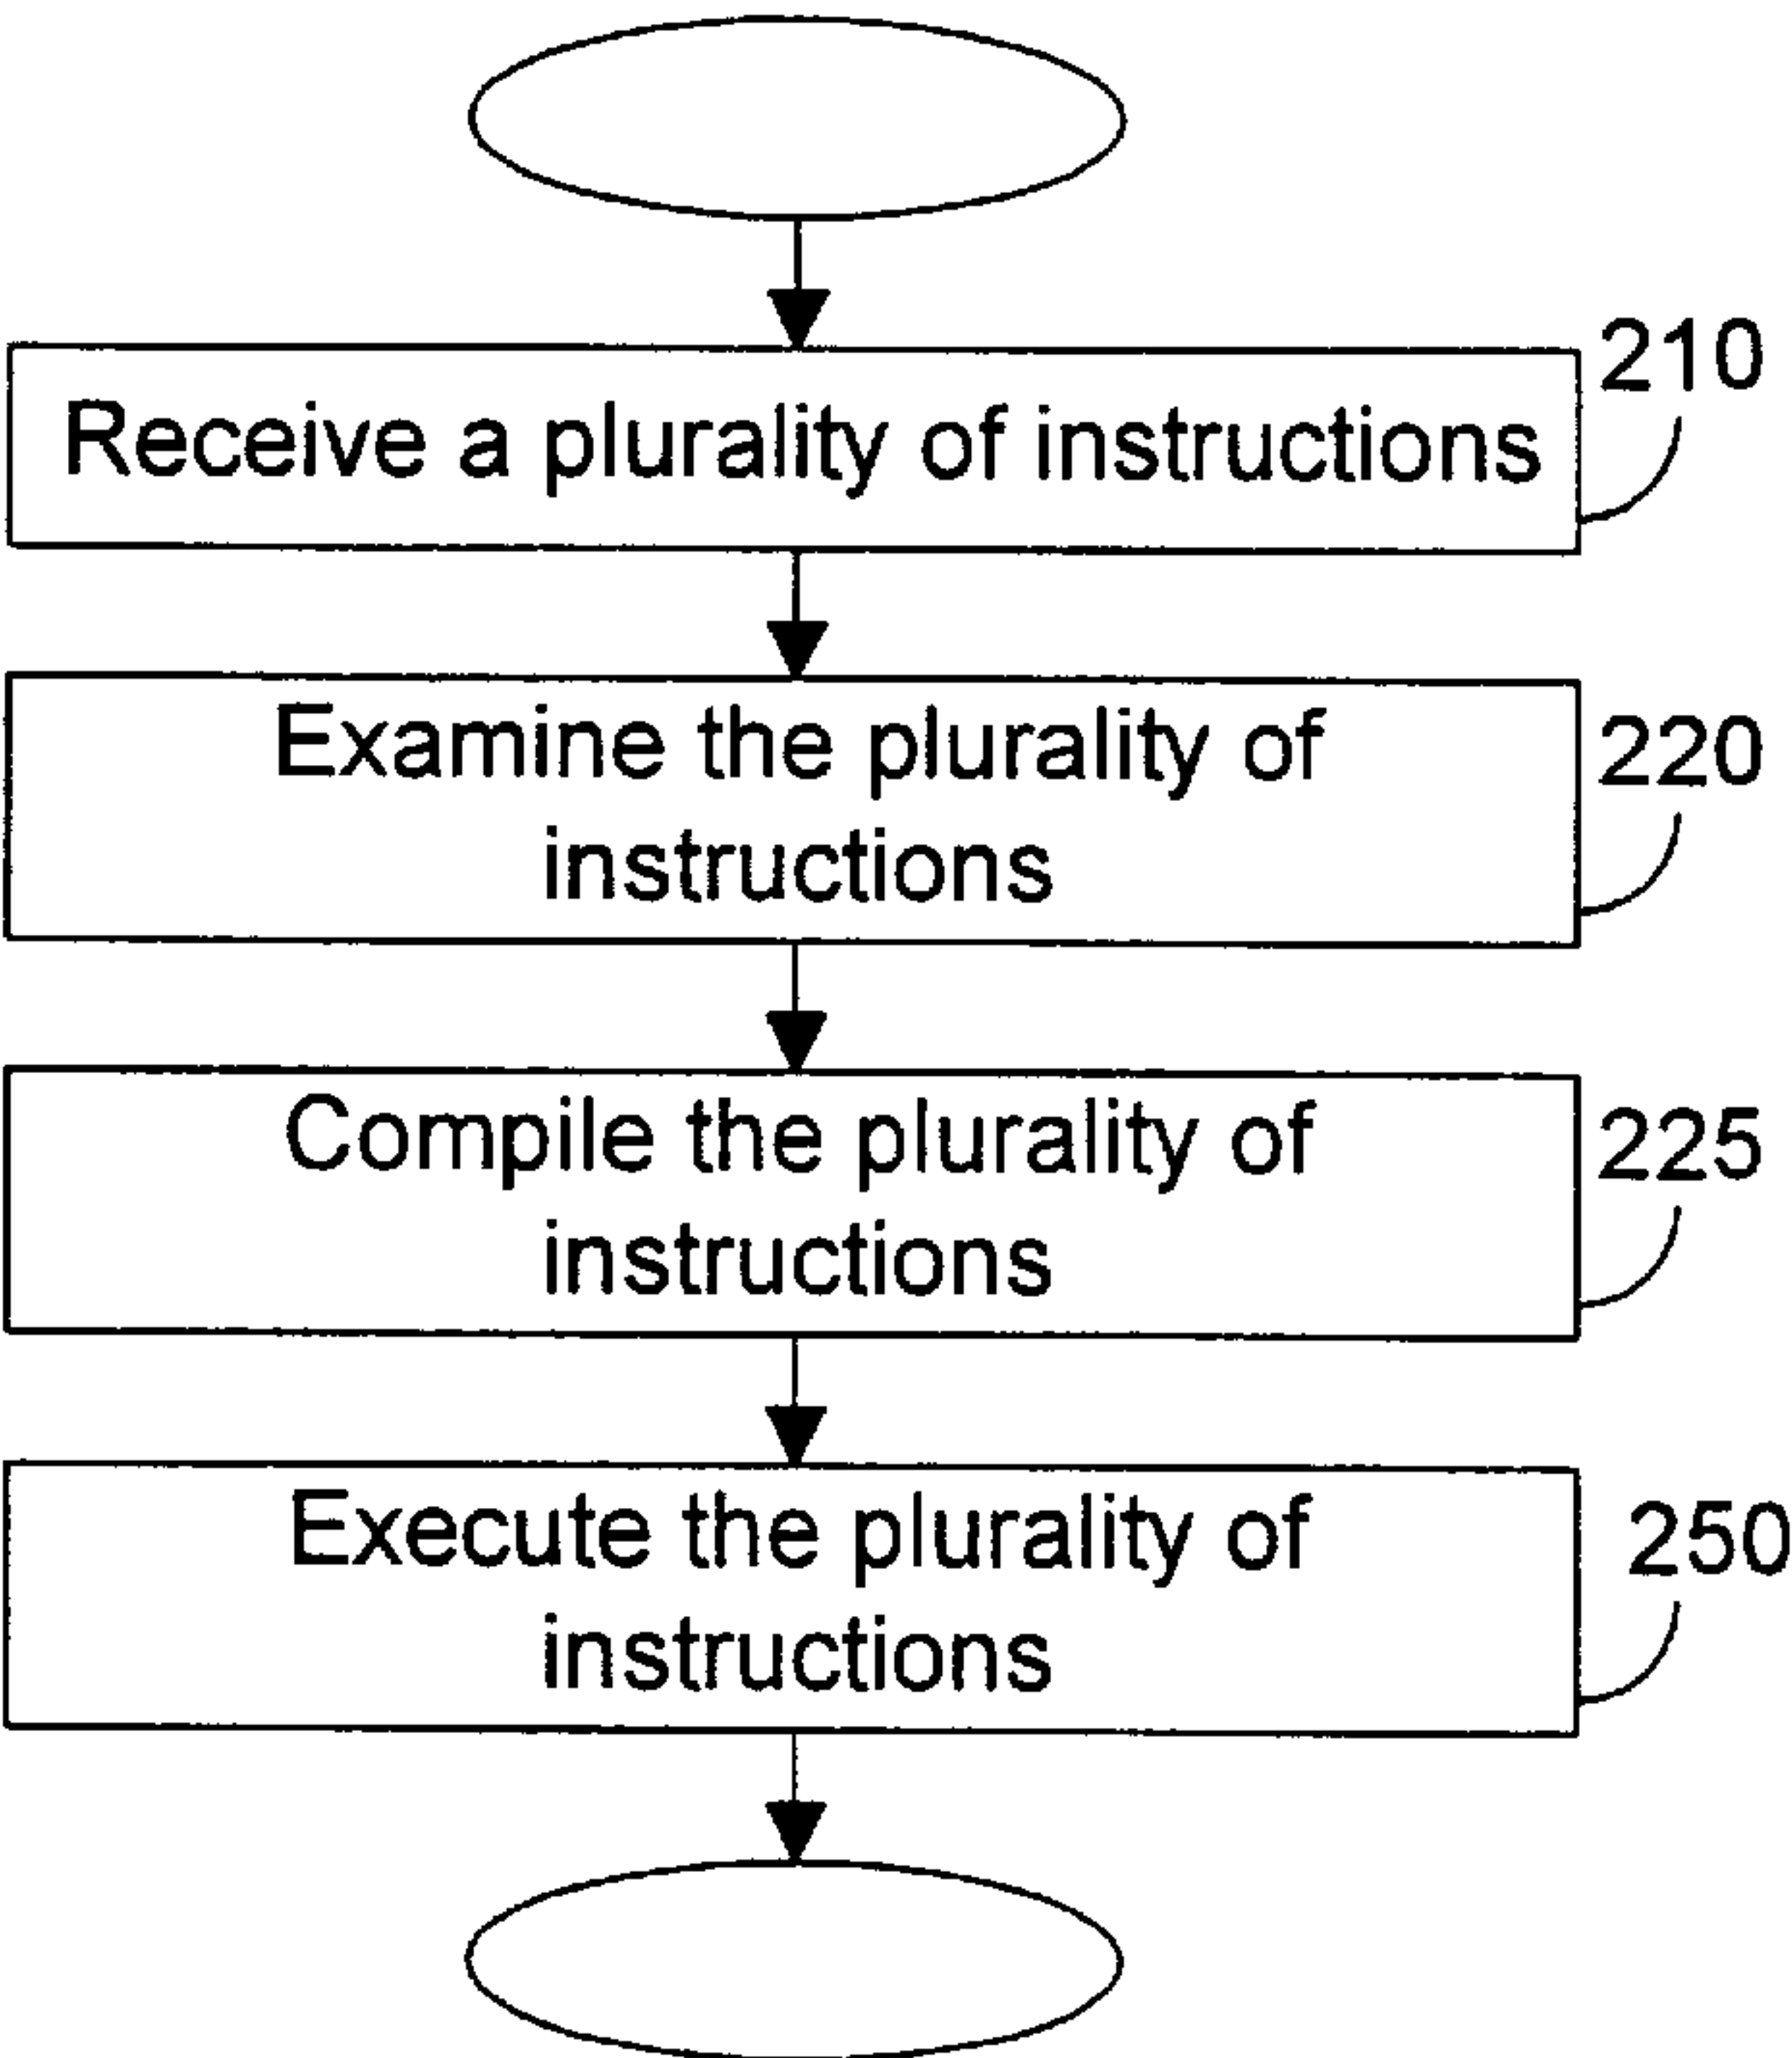 210
Receive a plurality of instructions
Examine the plurality of
instructions
220
Compile the plurality of
instructions
225
Execute the plurality of
instructions
250